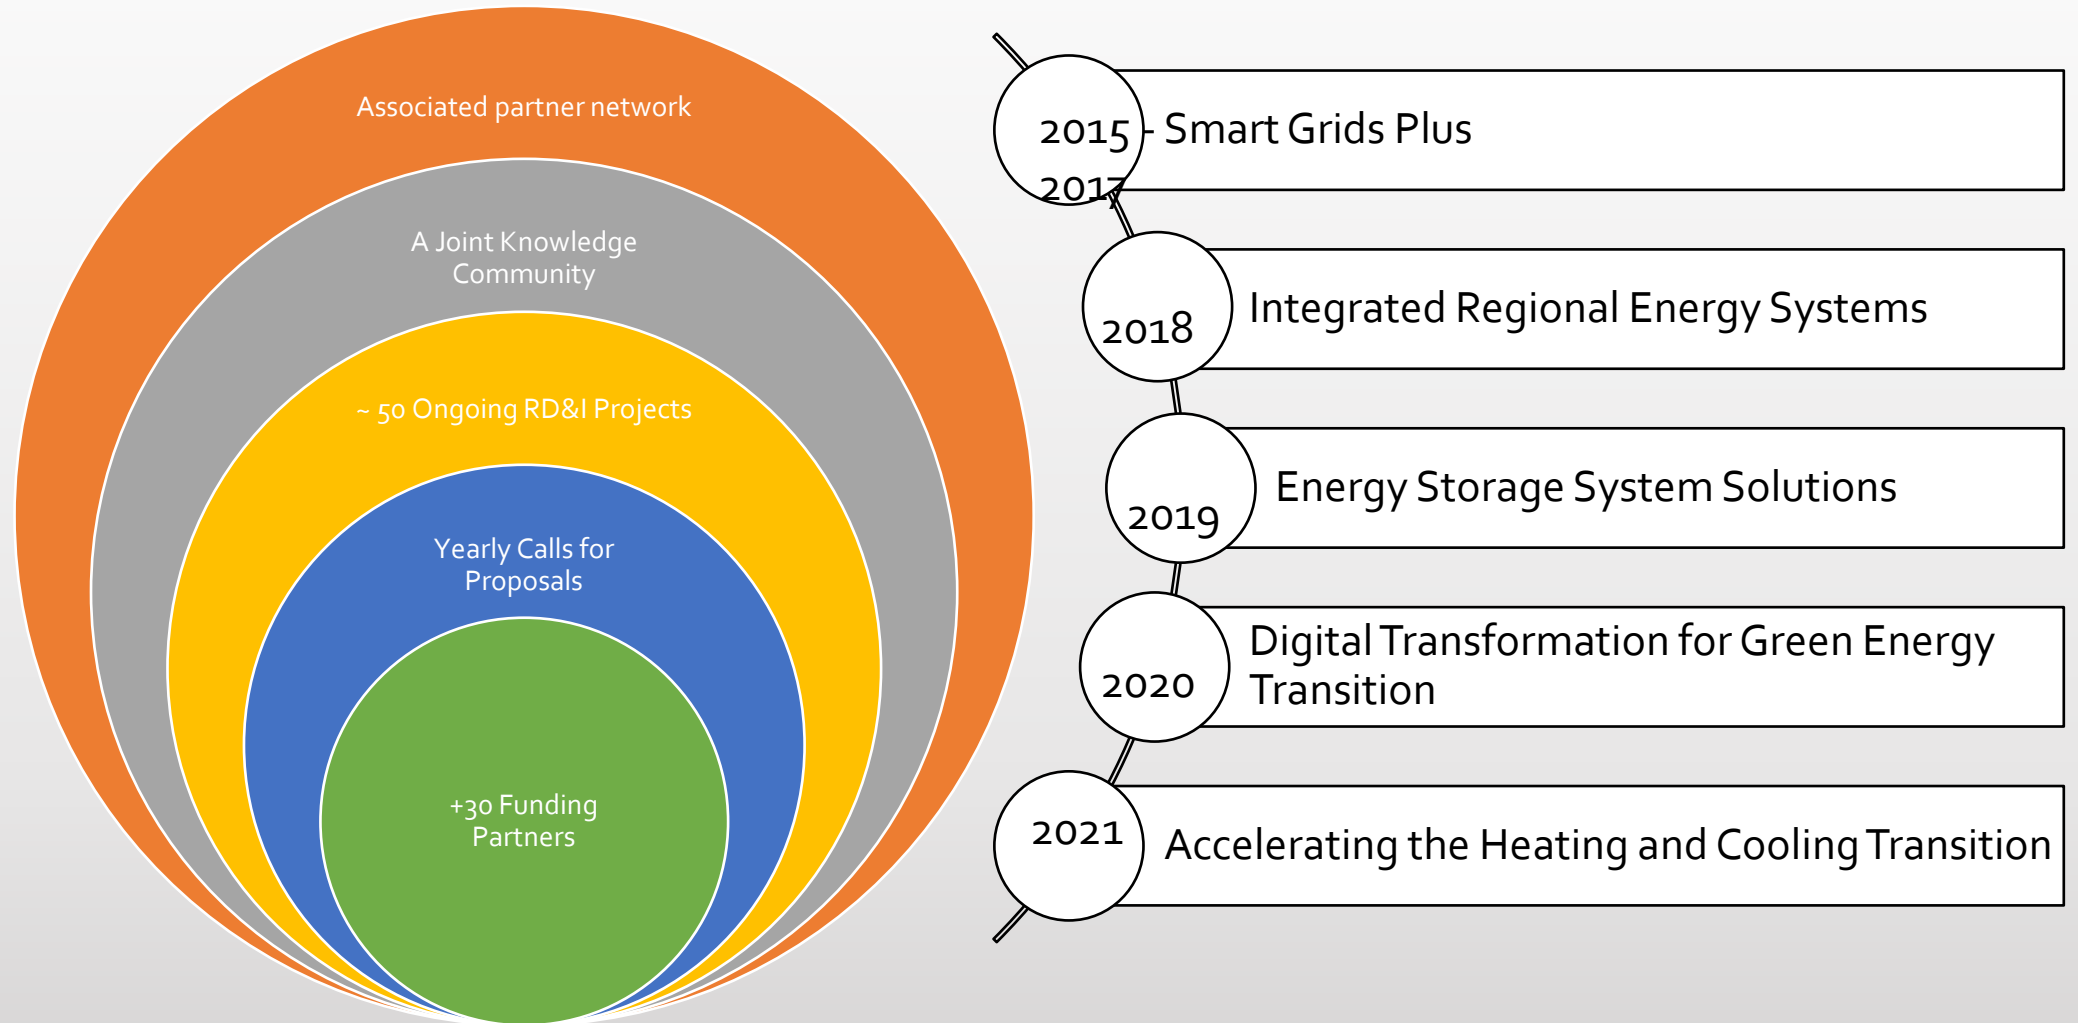 Associated partner network
A Joint Knowledge
Community
~ 50 Ongoing RD&I Projects
Yearly Calls for
Proposals
+30 Funding
Partners
2015 -
2017
Smart Grids Plus
2018
Integrated Regional Energy Systems
2019
Energy Storage System Solutions
2020
Digital Transformation for Green Energy
Transition
2021
Accelerating the Heating and Cooling Transition